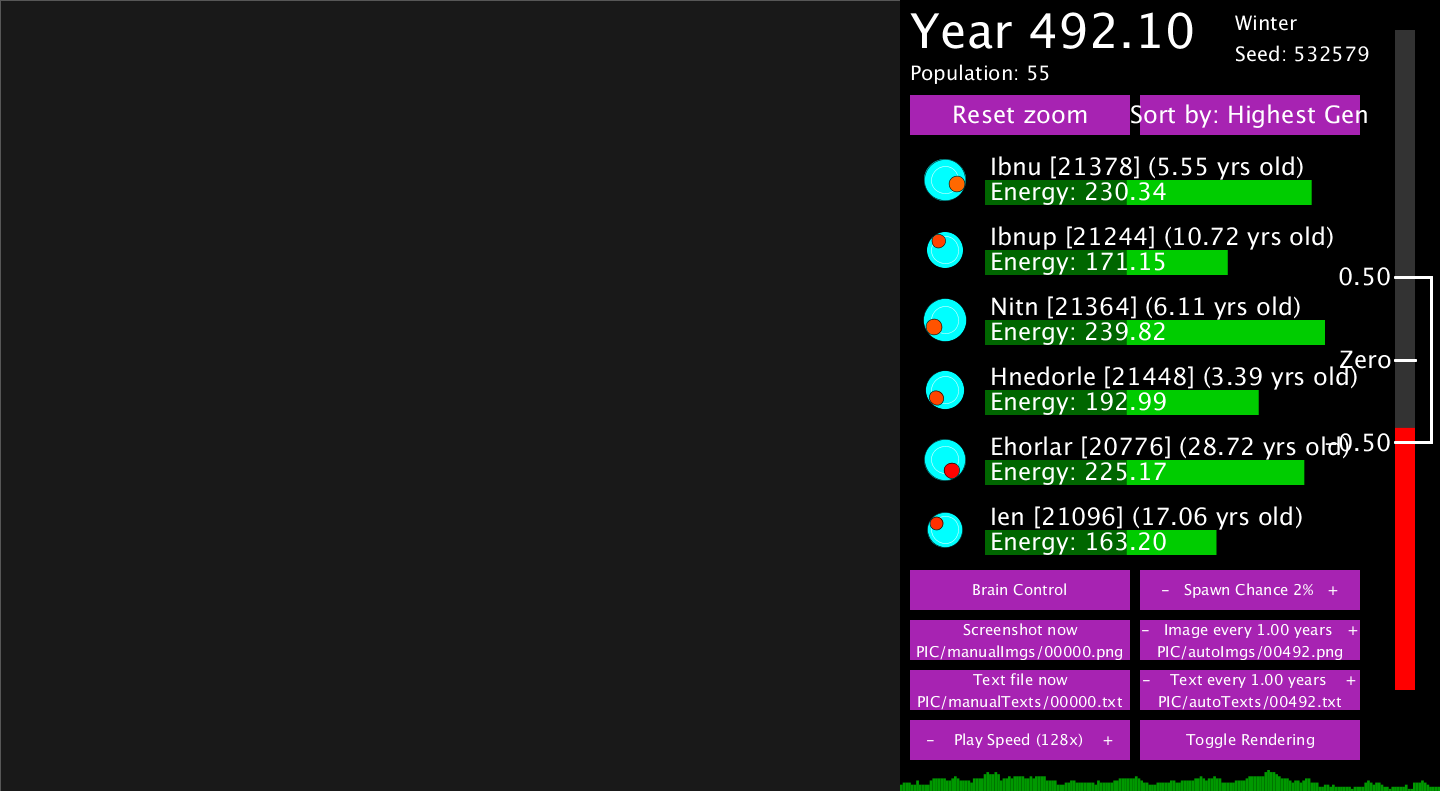 Year 492.10
Winter
Seed: 532579
Population: 55
Reset zoom
Sort by: Highest Gen
Ibnu [21378] (5.55 yrs old)
Energy: 230.34
Ibnup [21244] (10.72 yrs old)
Energy: 171.15
0.50
Nitn [21364] (6.11 yrs old)
Energy: 239.82
Zero
Hnedorle [21448] (3.39 yrs old)
Energy: 192.99
Ehorlar [20776] (28.72 yrs old)
-0.50
Energy: 225.17
Ien [21096] (17.06 yrs old)
Energy: 163.20
Brain Control
- Spawn Chance 2% +
Screenshot now
PIC/manualImgs/00000.png
- Image every 1.00 years +
PIC/autoImgs/00492.png
Text file now
PIC/manualTexts/00000.txt
- Text every 1.00 years +
PIC/autoTexts/00492.txt
- Play Speed (128x) +
Toggle Rendering